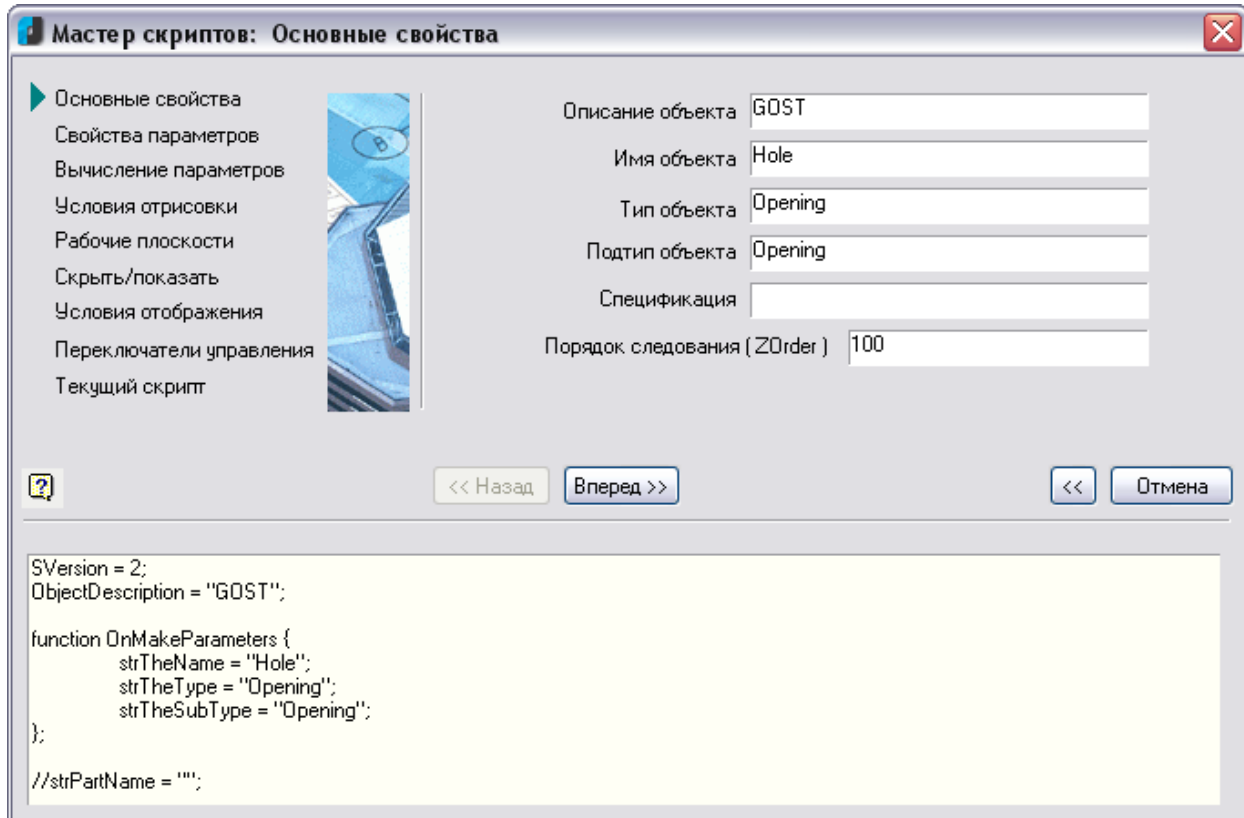 Мастер скриптов: Основные свойства
Основные свойства
Свойства параметров
Вычисление параметров
Условия отрисовки
Рабочие плоскости
Скрыть/показать
Условия отображения
Переключатели управления
Текущий скрипт
B
Описание объекта GOST
Имя объекта Hole
Тип объекта Opening
Подтип объекта Opening
Спецификация
Порядок следования ( ZOrder ) 100
?
<< Назад
Вперед >>
<<
Отмена
SVersion = 2;
ObjectDescription = "GOST";
function OnMakeParameters {
strTheName = "Hole";
strTheType = "Opening";
strTheSubType = "Opening";
};
//strPartName = "";